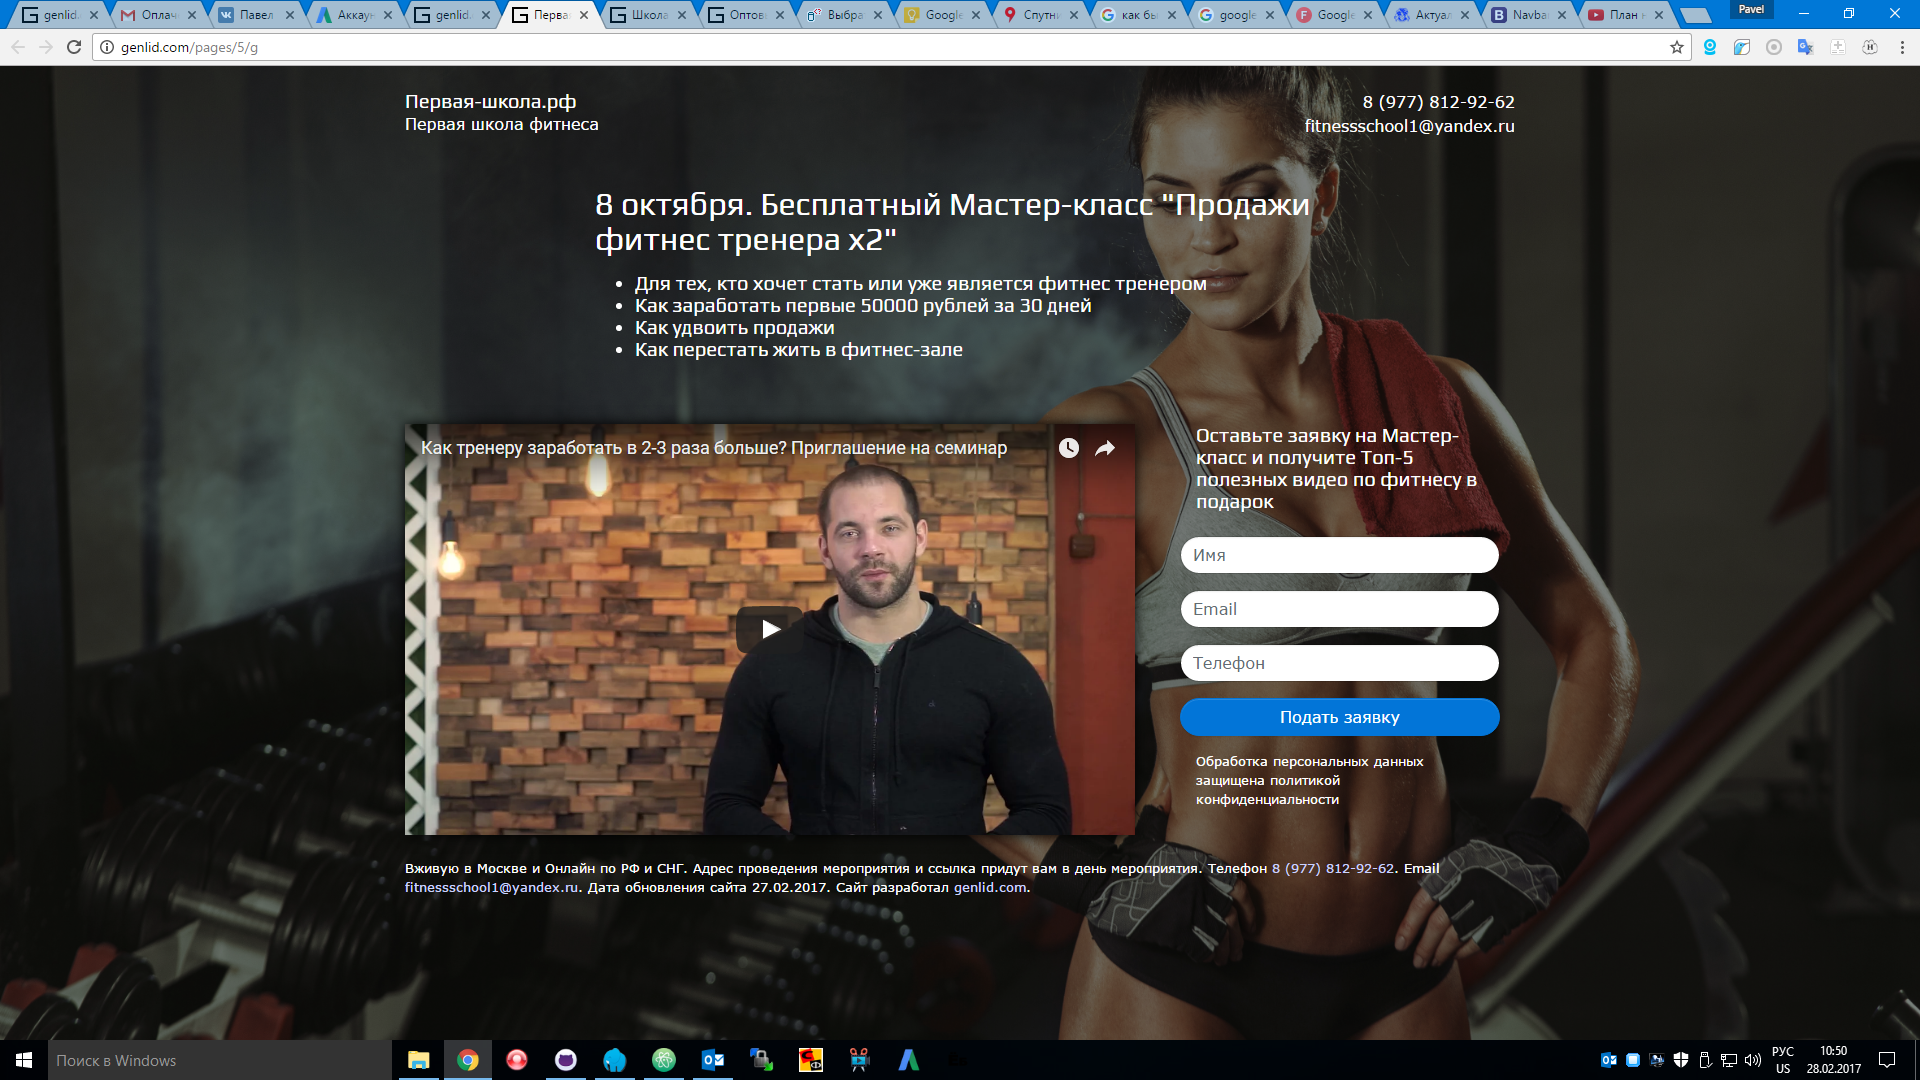 genlid.
Оплач
Павел
Аккаун
genlid.
Перва
Школа
Оптов
Выбра
Google
Спутн
как бы
google
Google
Актуал
Navba
План н
Pavel
genlid.com/pages/5/g
Первая-школа.рф
Первая школа фитнеса
8 (977) 812-92-62
fitnessschool1@yandex.ru
8 октября. Бесплатный Мастер-класс "Продажи
фитнес тренера x2"
Для тех, кто хочет стать или уже является фитнес тренером
Как заработать первые 50000 рублей за 30 дней
Как удвоить продажи
Как перестать жить в фитнес-зале
Как тренеру заработать в 2-3 раза больше? Приглашение на семинар
Оставьте заявку на Мастер-
класс и получите Топ-5
полезных видео по фитнесу в
подарок
Имя
Email
Телефон
Подать заявку
Обработка персональных данных
защищена политикой
конфиденциальности
Вживую в Москве и Онлайн по РФ и СНГ. Адрес проведения мероприятия и ссылка придут вам в день мероприятия. Телефон 8 (977) 812-92-62. Email
fitnessschool1@yandex.ru. Дата обновления сайта 27.02.2017. Сайт разработал genlid.com.
Поиск в Windows
РУС
US
10:50
28.02.2017